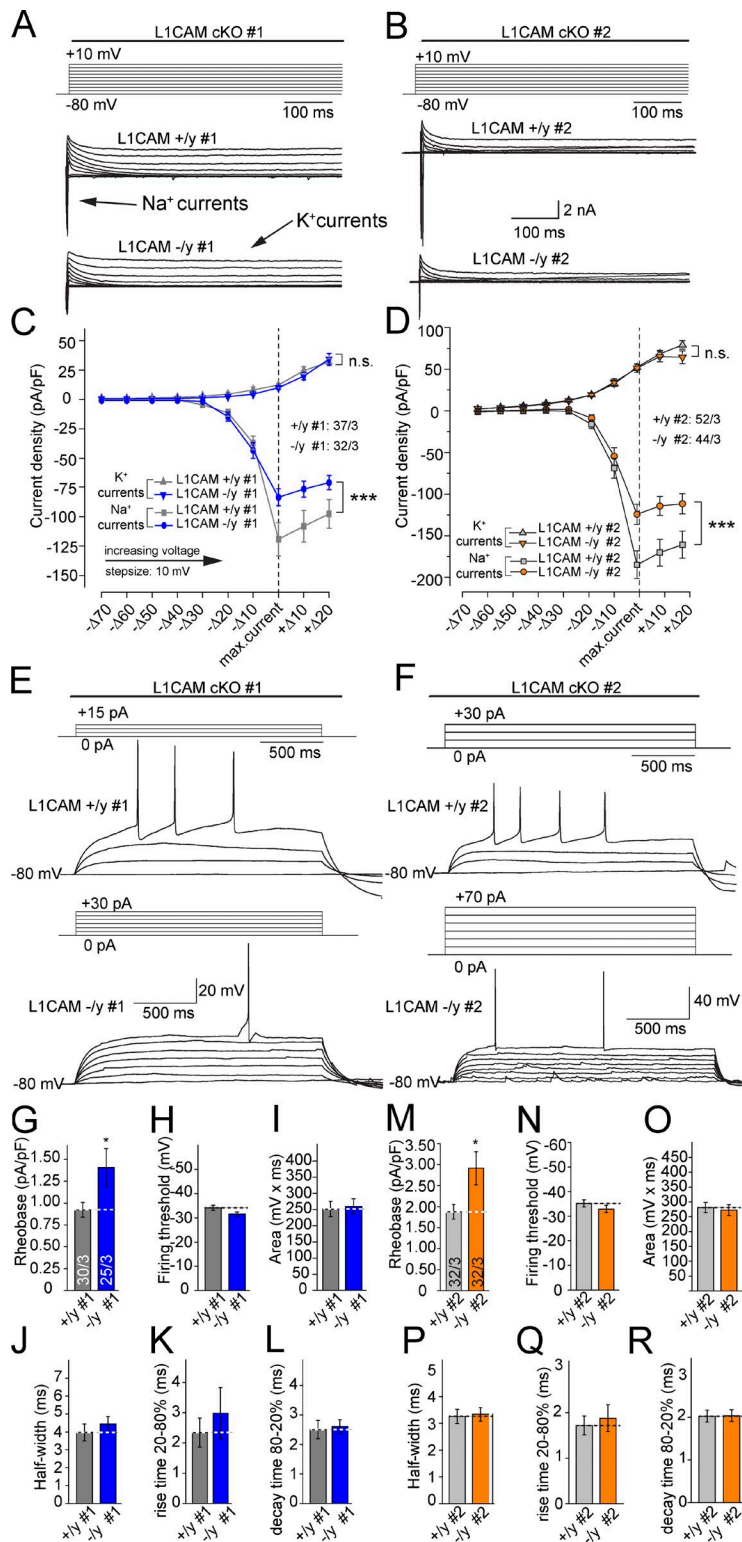 A
L1CAM cKO #1
+10 mV
-80 mV
100 ms
L1CAM +/y #1
Na+ currents
K+currents
L1CAM -/y #1
B
L1CAM cKO #2
+10 mV
-80 mV
100 ms
L1CAM +/y #2
2 nA
100 ms
L1CAM -/y #2
C
Current density (pA/pF)
50
25
0
-25
-50
-75
-100
-125
-150
n.s.
+/y #1: 37/3
-/y #1: 32/3
K+ currents
L1CAM +/y #1
L1CAM -/y #1
Na+ currents
L1CAM +/y #1
L1CAM -/y #1
***
increasing voltage
stepsize: 10 mV
-Δ70
-Δ60
-Δ50
-Δ40
-Δ30
-Δ20
-Δ10
max.current
+Δ10
+Δ20
D
Current density (pA/pF)
100
75
50
25
0
-50
-100
-150
-200
n.s.
+/y #2: 52/3
-/y #2: 44/3
K+ currents
L1CAM +/y #2
L1CAM -/y #2
Na+ currents
L1CAM +/y #2
L1CAM -/y #2
***
-Δ70
-Δ60
-Δ50
-Δ40
-Δ30
-Δ20
-Δ10
max.current
+Δ10
+Δ20
E
L1CAM cKO #1
+15 pA
0 pA
500 ms
L1CAM +/y #1
-80 mV
+30 pA
0 pA
20 mV
500 ms
L1CAM -/y #1
-80 mV
F
L1CAM cKO #2
+30 pA
0 pA
500 ms
L1CAM +/y #2
-80 mV
+70 pA
0 pA
40 mV
500 ms
L1CAM -/y #2
-80 mV
G
Rheobase (pA/pF)
1.50
1.25
1.00
0.75
0.50
0.25
0
*
30/3
25/3
+/y #1
-/y #1
H
Firing threshold (mV)
-50
-40
-30
-20
-10
0
+/y #1
-/y #1
I
Area (mV x ms)
400
350
300
250
200
150
100
50
0
+/y #1
-/y #1
M
Rheobase (pA/pF)
3.50
3.00
2.50
2.00
1.50
1.00
0.50
0
*
32/3
32/3
+/y #2
-/y #2
N
Firing threshold (mV)
-60
-50
-40
-30
-20
-10
0
+/y #2
-/y #2
O
Area (mV x ms)
450
400
350
300
250
200
150
100
50
0
+/y #2
-/y #2
J
Half-width (ms)
7
6
5
4
3
2
1
0
+/y #1
-/y #1
K
rise time 20-80% (ms)
4
3
2
1
0
+/y #1
-/y #1
L
decay time 80-20% (ms)
4
3
2
1
0
+/y #1
-/y #1
P
Half-width (ms)
5
4
3
2
1
0
+/y #2
-/y #2
Q
rise time 20-80% (ms)
3
2
1
0
+/y #2
-/y #2
R
decay time 80-20% (ms)
3
2
1
0
+/y #2
-/y #2